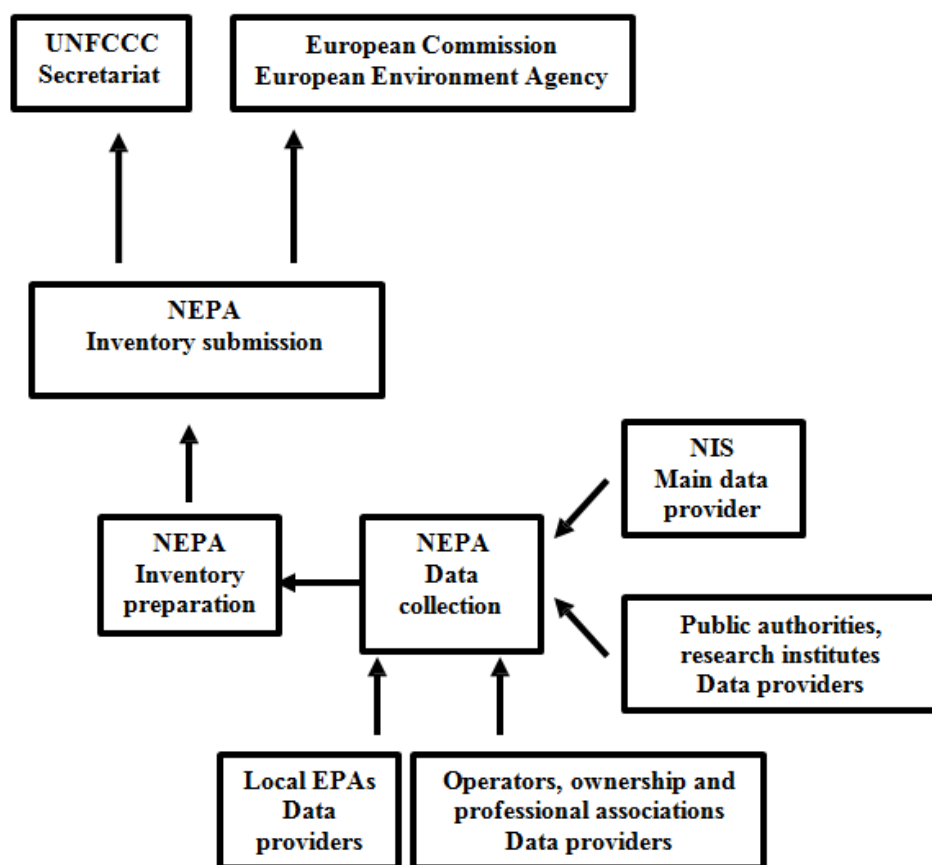 UNFCCC
Secretariat
European Commission
European Environment Agency
NEPA
Inventory submission
NIS
Main data
provider
NEPA
Inventory
preparation
NEPA
Data
collection
Public authorities,
research institutes
Data providers
Local EPAs
Data
providers
Operators, ownership and
professional associations
Data providers